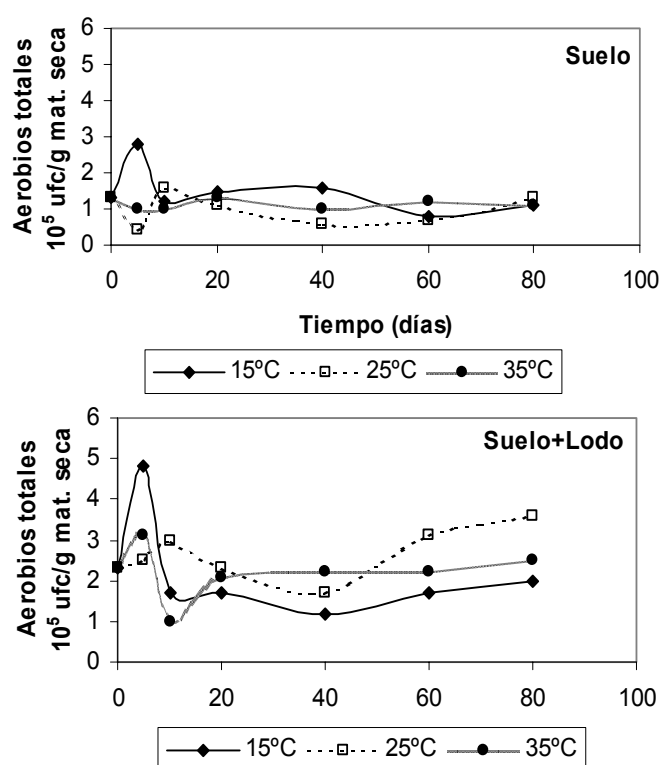 Suelo
Aerobios totales
10⁵ ufc/g mat. seca
6
5
4
3
2
1
0
0 20 40 60 80 100
Tiempo (días)
15ºC 25ºC 35ºC
Suelo+Lodo
Aerobios totales
10⁵ ufc/g mat. seca
6
5
4
3
2
1
0
0 20 40 60 80 100
15ºC 25ºC 35ºC